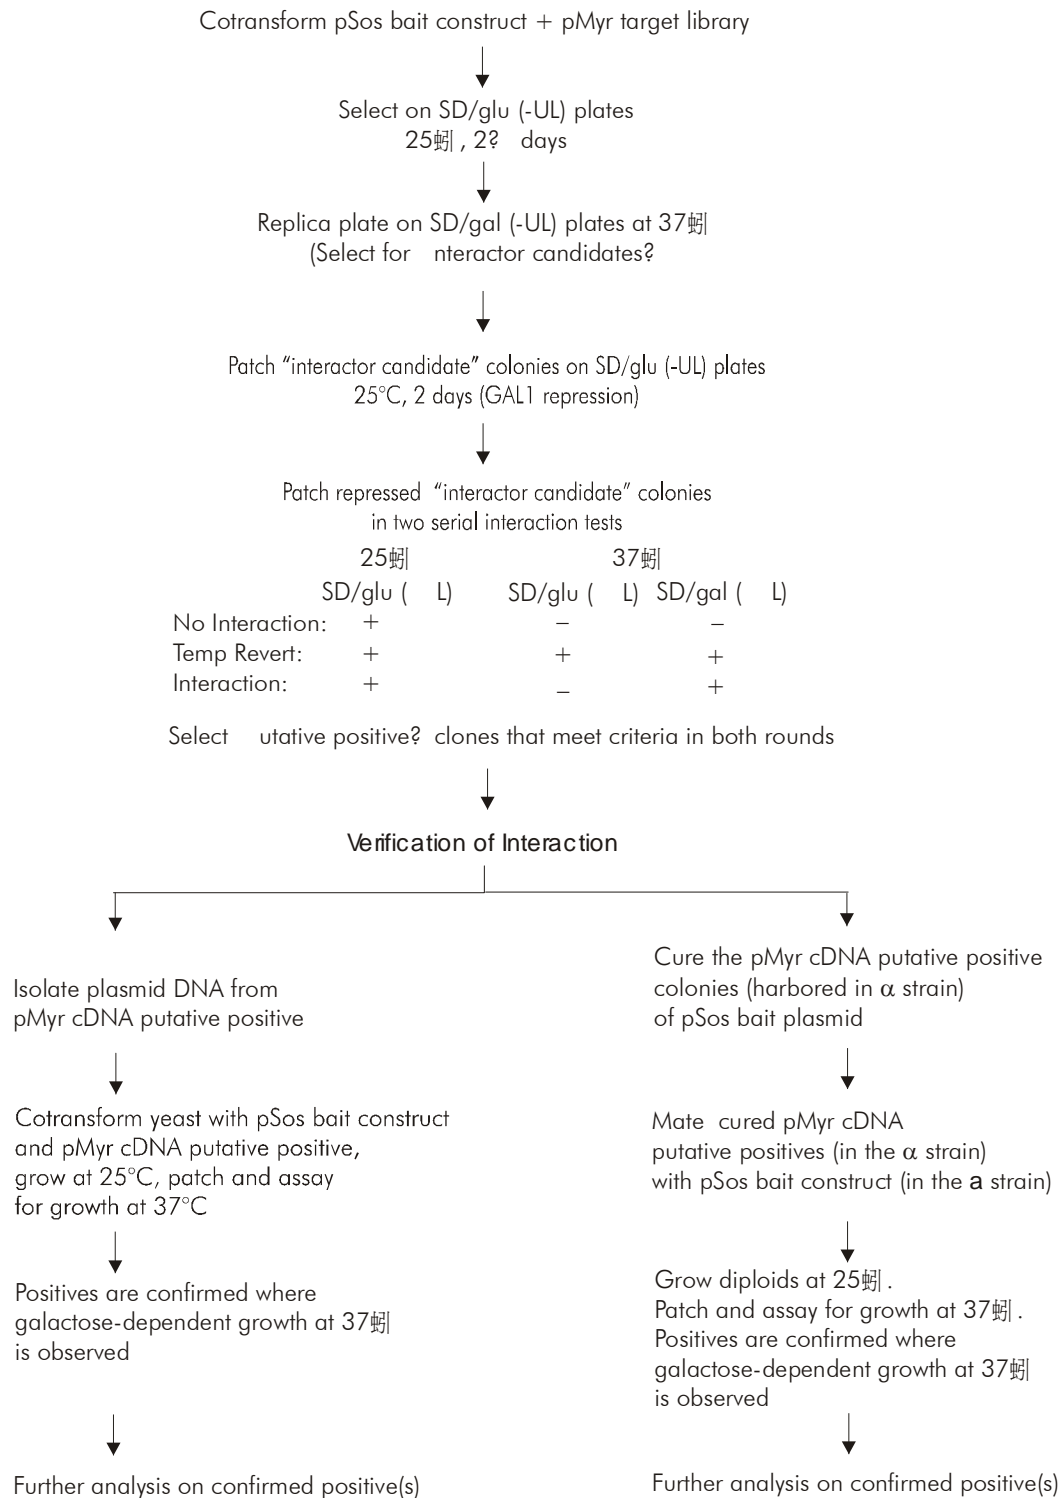 Cotransform pSos bait construct + pMyr target library
Select on SD/glu (-UL) plates
25蚓 , 2? days
Replica plate on SD/gal (-UL) plates at 37蚓
(Select for nteractor candidates?
Patch “interactor candidate” colonies on SD/glu (-UL) plates
25°C, 2 days (GAL1 repression)
Patch repressed “interactor candidate” colonies
in two serial interaction tests
25蚓 37蚓
SD/glu ( L) SD/glu ( L) SD/gal ( L)
No Interaction: + – –
Temp Revert: + + +
Interaction: + – +
Select utative positive? clones that meet criteria in both rounds
Verification of Interaction
Isolate plasmid DNA from
pMyr cDNA putative positive
Cotransform yeast with pSos bait construct
and pMyr cDNA putative positive,
grow at 25°C, patch and assay
for growth at 37°C
Positives are confirmed where
galactose-dependent growth at 37蚓
is observed
Further analysis on confirmed positive(s)
Cure the pMyr cDNA putative positive
colonies (harbored in α strain)
of pSos bait plasmid
Mate cured pMyr cDNA
putative positives (in the α strain)
with pSos bait construct (in the a strain)
Grow diploids at 25蚓 .
Patch and assay for growth at 37蚓 .
Positives are confirmed where
galactose-dependent growth at 37蚓
is observed
Further analysis on confirmed positive(s)